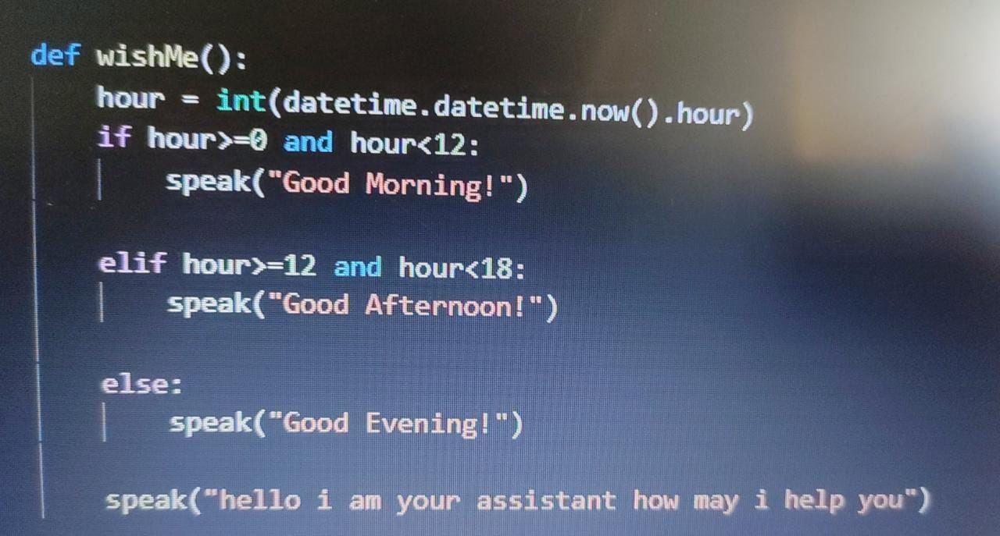 def wishMe():
    hour = int(datetime.datetime.now().hour)
    if hour>=0 and hour<12:
        speak("Good Morning!")
    elif hour>=12 and hour<18:
        speak("Good Afternoon!")
    else:
        speak("Good Evening!")
    speak("hello i am your assistant how may i help you")